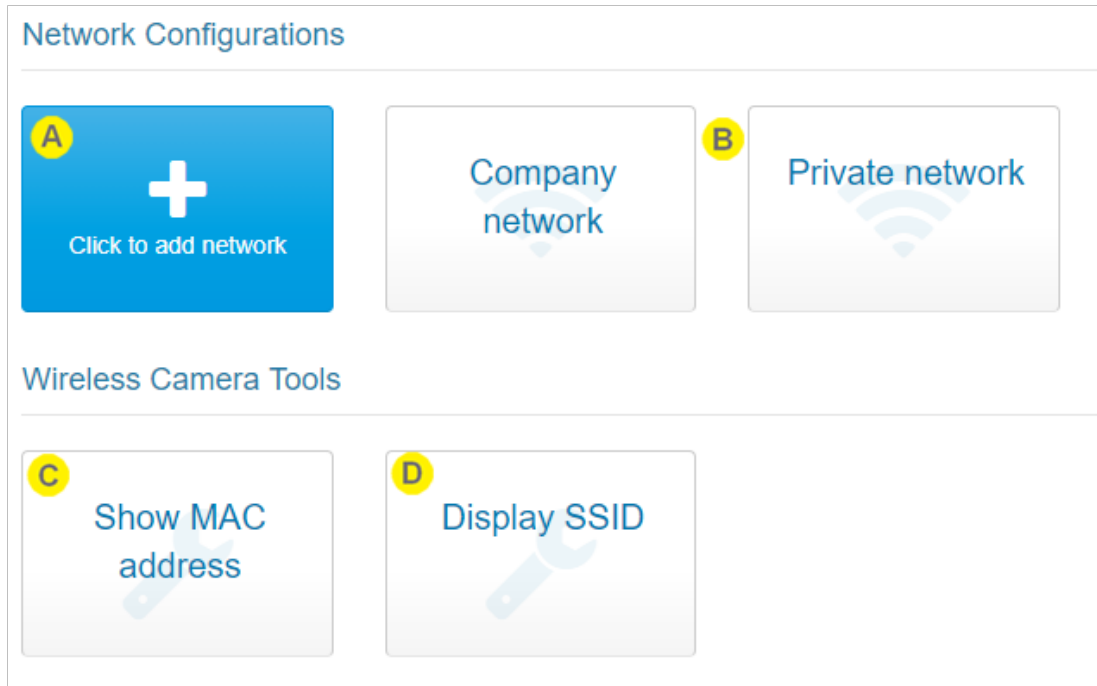 Network Configurations
A
Click to add network
Company
network
B
Private network
Wireless Camera Tools
C
Show MAC
address
D
Display SSID